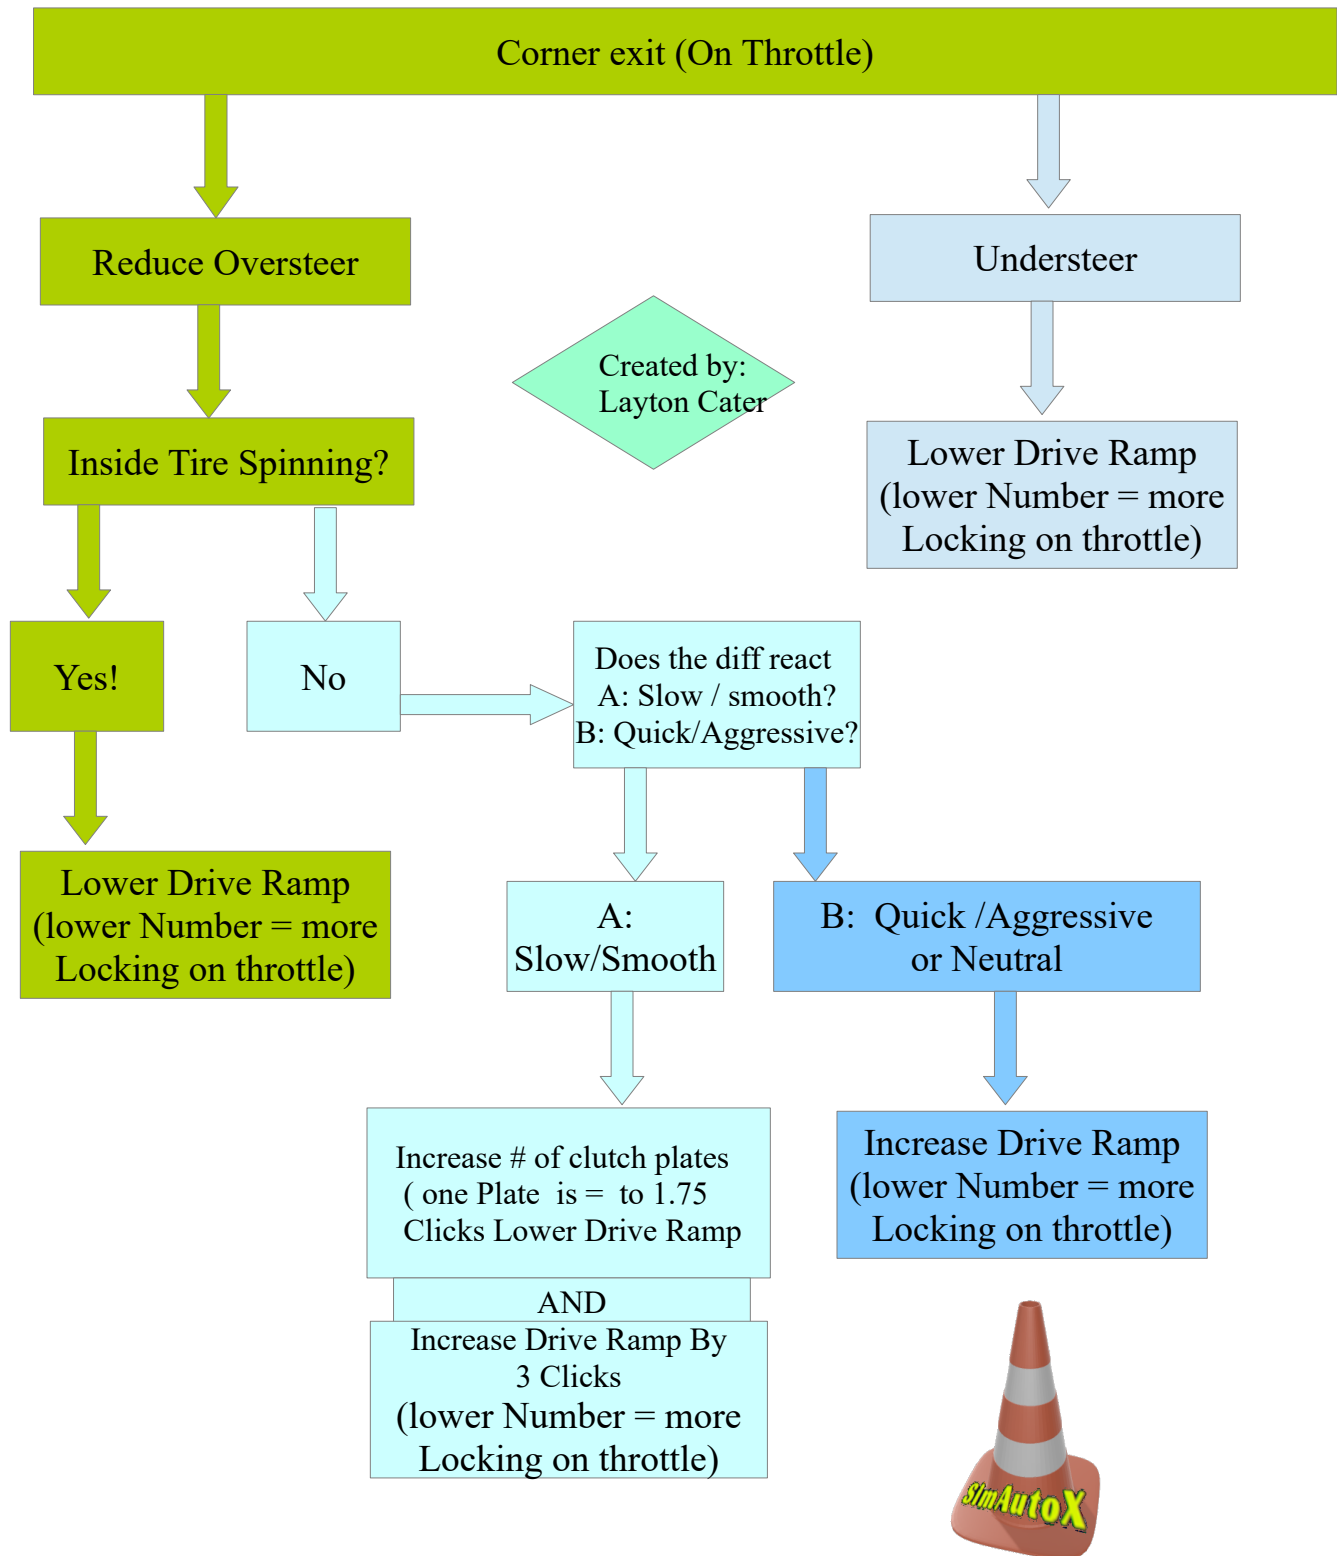 Corner exit (On Throttle)
Reduce Oversteer
Understeer
Created by:
Layton Cater
Inside Tire Spinning?
Lower Drive Ramp
(lower Number = more
Locking on throttle)
Yes!
No
Does the diff react
A: Slow / smooth?
B: Quick/Aggressive?
Lower Drive Ramp
(lower Number = more
Locking on throttle)
A:
Slow/Smooth
B:  Quick /Aggressive
or Neutral
Increase # of clutch plates
( one Plate  is =  to 1.75
Clicks Lower Drive Ramp
AND
Increase Drive Ramp By
3 Clicks
(lower Number = more
Locking on throttle)
Increase Drive Ramp
(lower Number = more
Locking on throttle)
SimAutoX